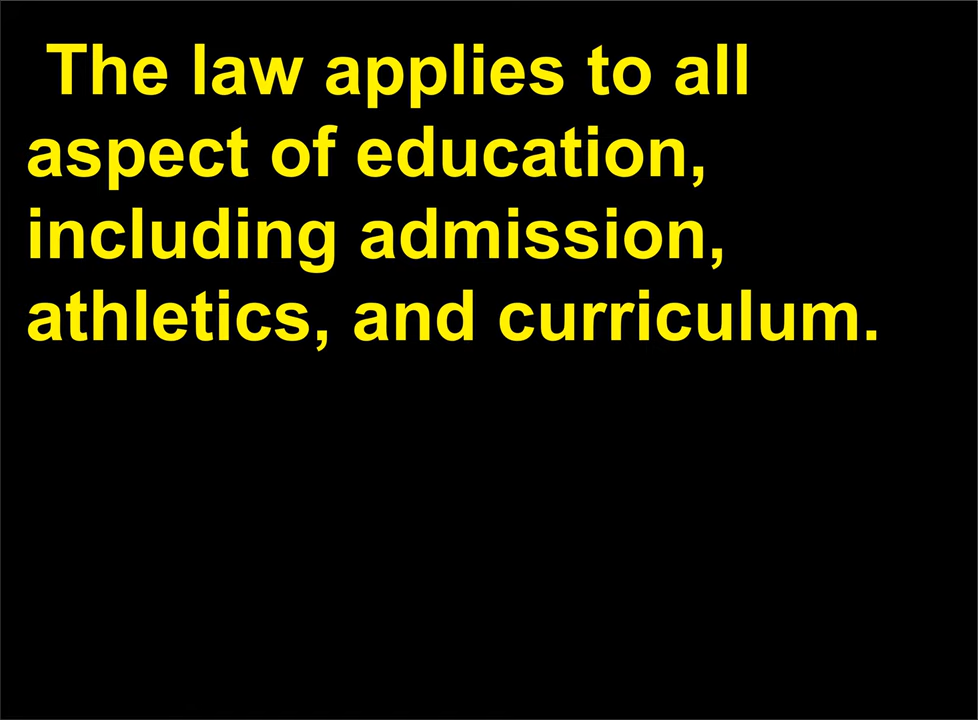 The law applies to all
aspect of education,
including admission,
athletics, and curriculum.